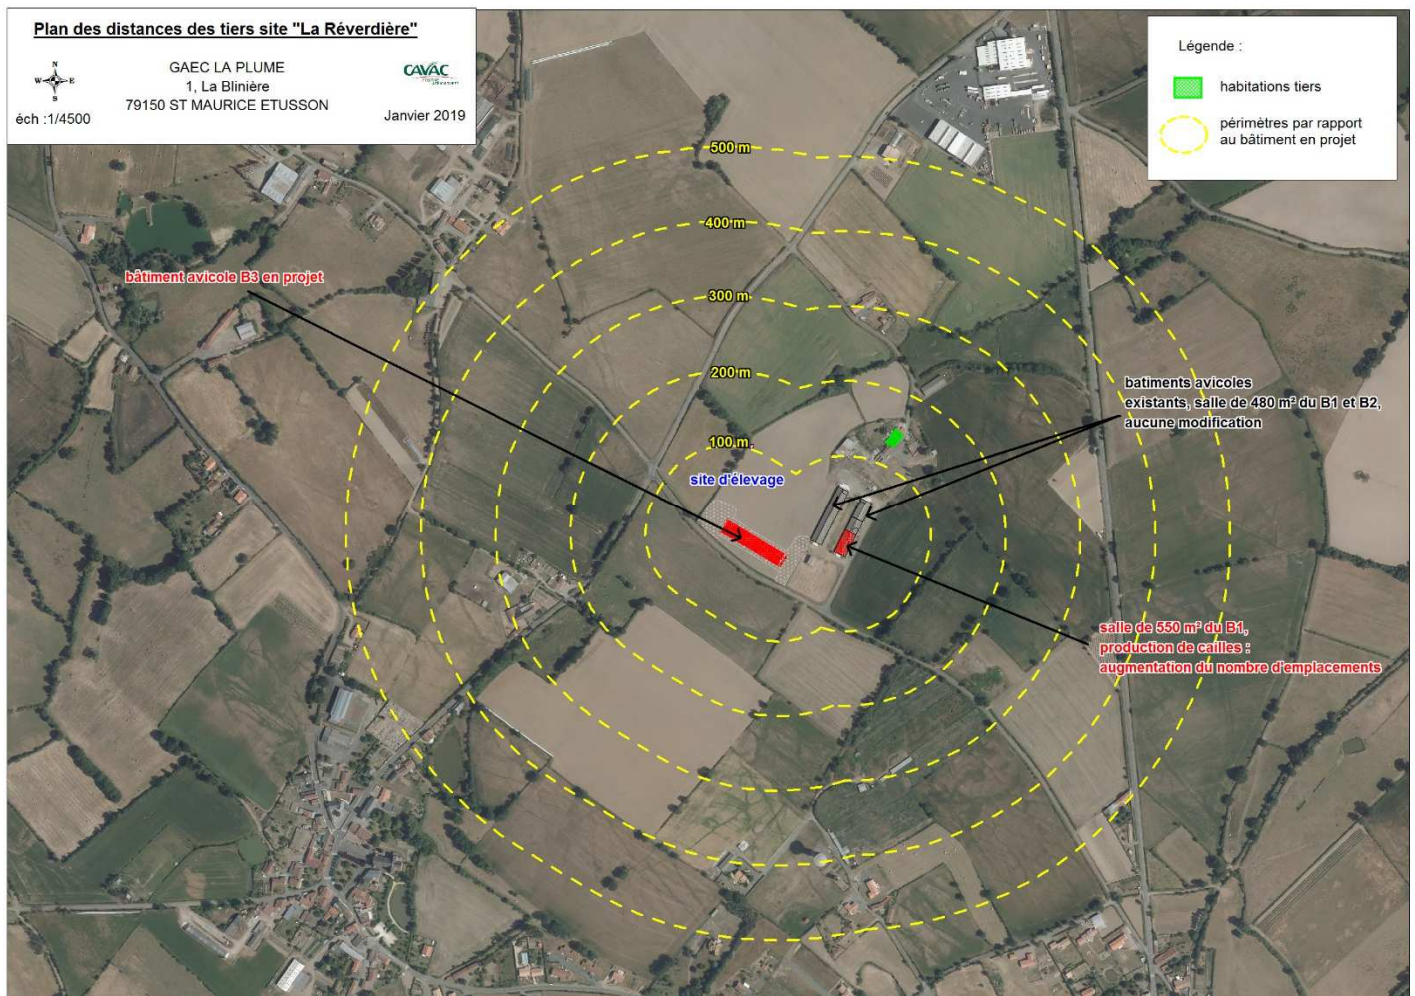 Plan des distances des tiers site "La Réverdière"
N
W E
S
éch :1/4500
GAEC LA PLUME
1, La Blinière
79150 ST MAURICE ETUSSON
CAVAC
Janvier 2019
Légende :
habitations tiers
périmètres par rapport
au bâtiment en projet
500 m
400 m
300 m
200 m
100 m
bâtiment avicole B3 en projet
site d'élevage
batiments avicoles
existants, salle de 480 m² du B1 et B2,
aucune modification
salle de 550 m² du B1,
production de cailles :
augmentation du nombre d'emplacements